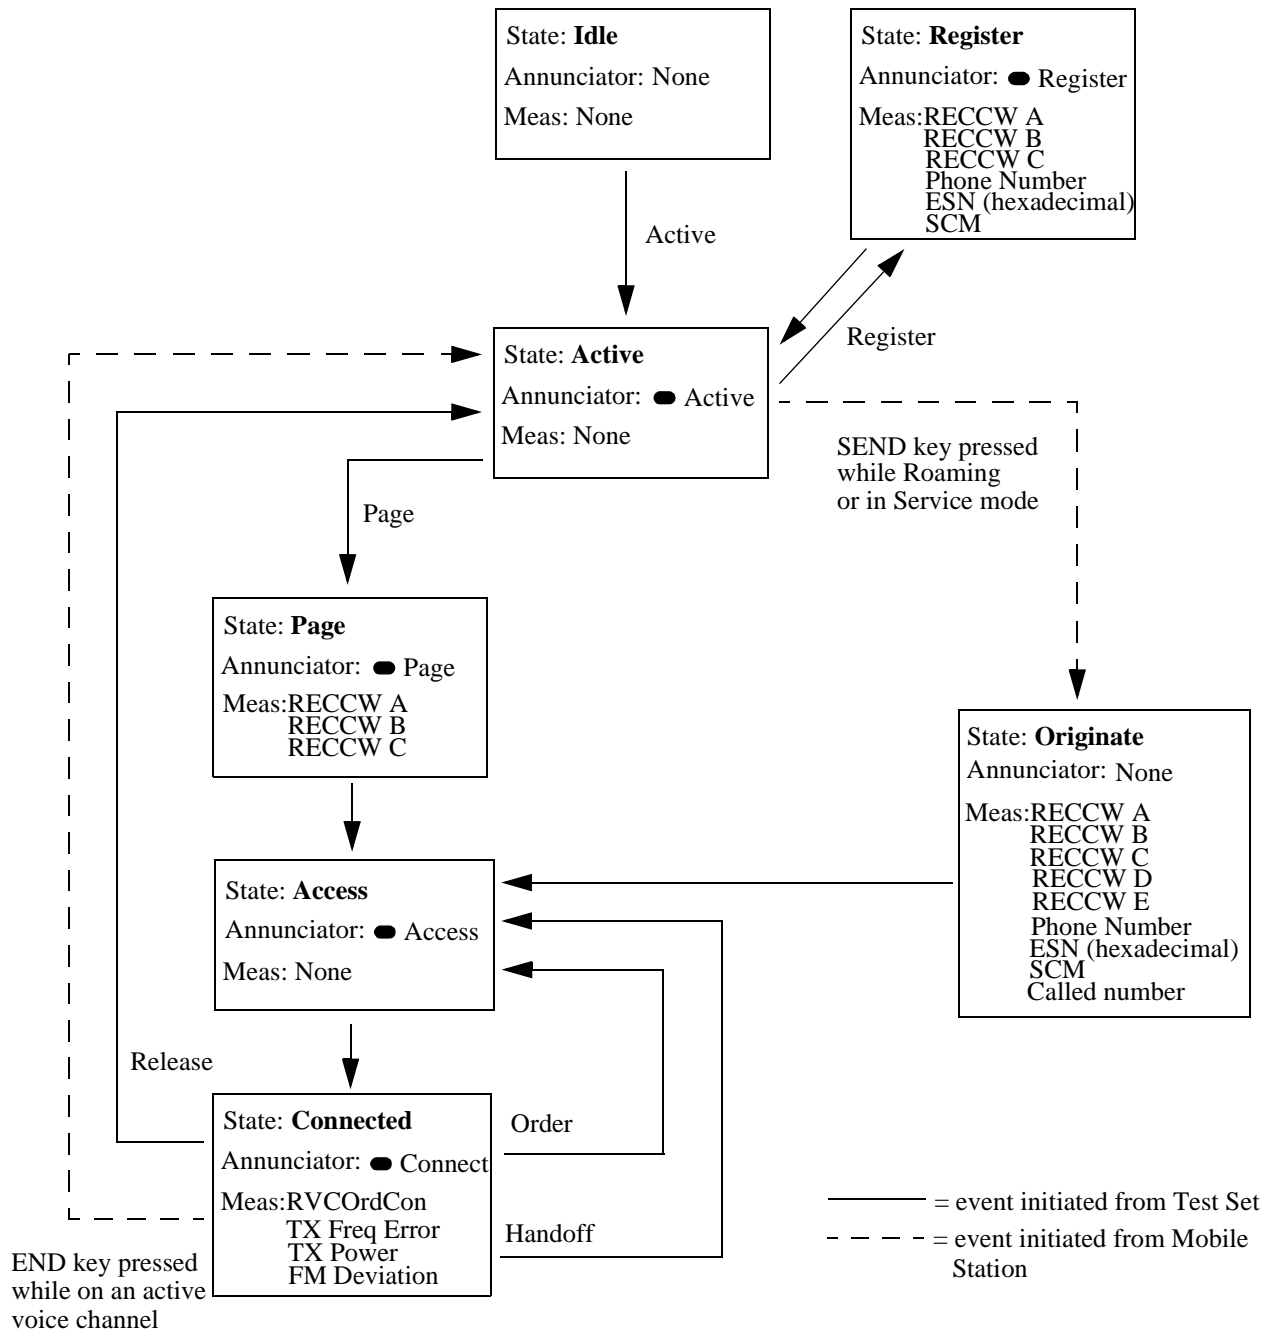 State: Idle
Annunciator: None
Meas: None
State: Register
Annunciator: Register
Meas:RECCW A
RECCW B
RECCW C
Phone Number
ESN (hexadecimal)
SCM
Active
Register
State: Active
Annunciator: Active
Meas: None
SEND key pressed
while Roaming
or in Service mode
Page
State: Page
Annunciator: Page
Meas:RECCW A
RECCW B
RECCW C
State: Originate
Annunciator: None
Meas:RECCW A
RECCW B
RECCW C
RECCW D
RECCW E
Phone Number
ESN (hexadecimal)
SCM
Called number
State: Access
Annunciator: Access
Meas: None
Release
State: Connected
Annunciator: Connect
Meas:RVCOrdCon
TX Freq Error
TX Power
FM Deviation
Order
Handoff
END key pressed
while on an active
voice channel
= event initiated from Test Set
= event initiated from Mobile
Station